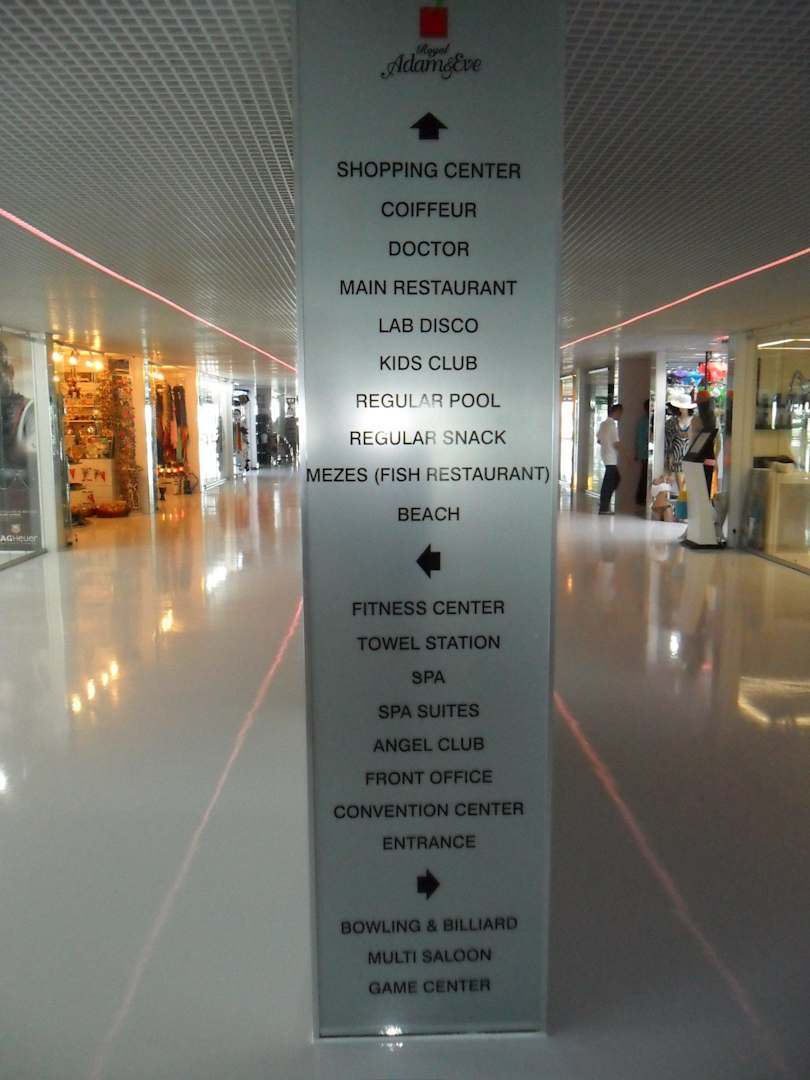 Royal
Adam&Eve
SHOPPING CENTER
COIFFEUR
DOCTOR
MAIN RESTAURANT
LAB DISCO
KIDS CLUB
REGULAR POOL
REGULAR SNACK
MEZES (FISH RESTAURANT)
BEACH
FITNESS CENTER
TOWEL STATION
SPA
SPA SUITES
ANGEL CLUB
FRONT OFFICE
CONVENTION CENTER
ENTRANCE
BOWLING & BILLIARD
MULTI SALOON
GAME CENTER
AGHeuer